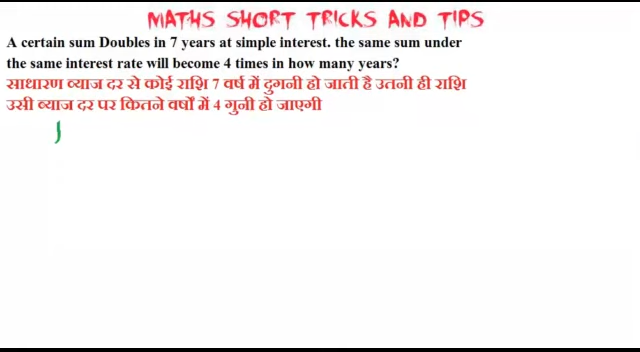 MATHS SHORT TRICKS AND TIPS
A certain sum Doubles in 7 years at simple interest. the same sum under
the same interest rate will become 4 times in how many years?
साधारण ब्याज दर से कोई राशि 7 वर्ष में दुगनी हो जाती है उतनी ही राशि
उसी ब्याज दर पर कितने वर्षों में 4 गुनी हो जाएगी